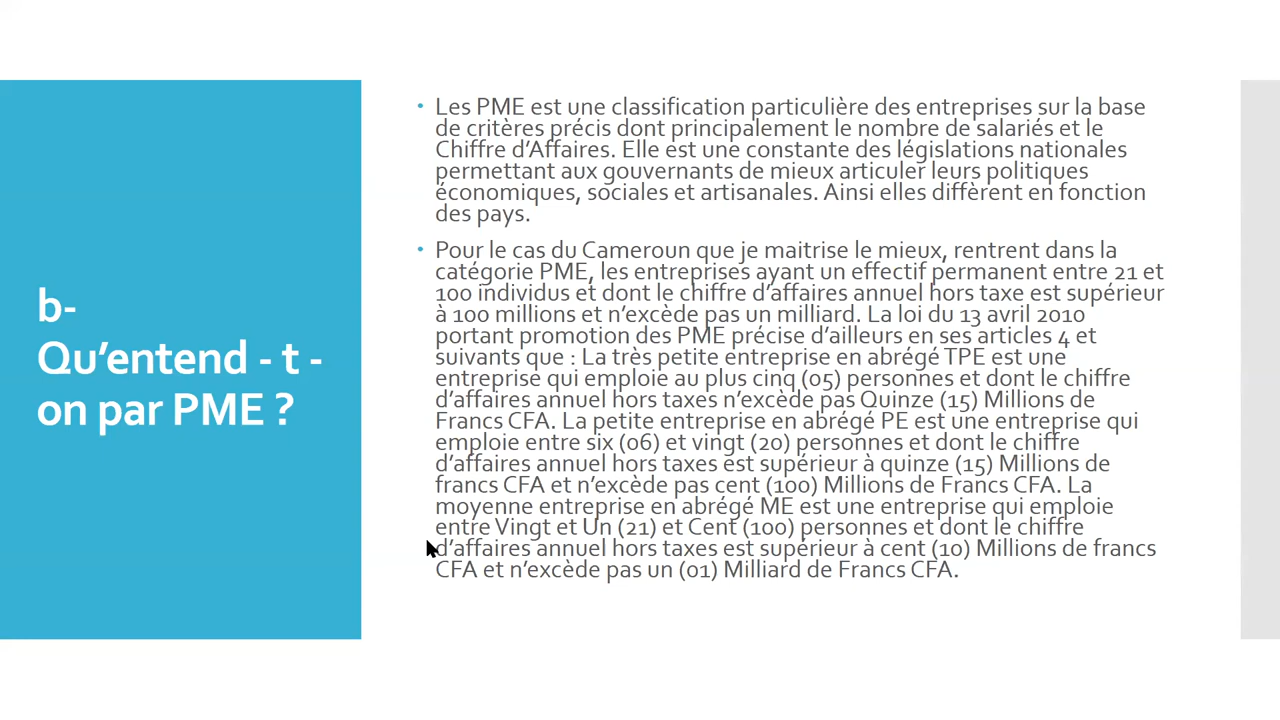 b-
Qu’entend - t -
on par PME ?
• Les PME est une classification particulière des entreprises sur la base
de critères précis dont principalement le nombre de salariés et le
Chiffre d’Affaires. Elle est une constante des législations nationales
permettant aux gouvernants de mieux articuler leurs politiques
économiques, sociales et artisanales. Ainsi elles diffèrent en fonction
des pays.
• Pour le cas du Cameroun que je maitrise le mieux, rentrent dans la
catégorie PME, les entreprises ayant un effectif permanent entre 21 et
100 individus et dont le chiffre d’affaires annuel hors taxe est supérieur
à 100 millions et n’excède pas un milliard. La loi du 13 avril 2010
portant promotion des PME précise d’ailleurs en ses articles 4 et
suivants que : La très petite entreprise en abrégé TPE est une
entreprise qui emploie au plus cinq (05) personnes et dont le chiffre
d’affaires annuel hors taxes n’excède pas Quinze (15) Millions de
Francs CFA. La petite entreprise en abrégé PE est une entreprise qui
emploie entre six (06) et vingt (20) personnes et dont le chiffre
d’affaires annuel hors taxes est supérieur à quinze (15) Millions de
francs CFA et n’excède pas cent (100) Millions de Francs CFA. La
moyenne entreprise en abrégé ME est une entreprise qui emploie
entre Vingt et Un (21) et Cent (100) personnes et dont le chiffre
d’affaires annuel hors taxes est supérieur à cent (10) Millions de francs
CFA et n’excède pas un (01) Milliard de Francs CFA.